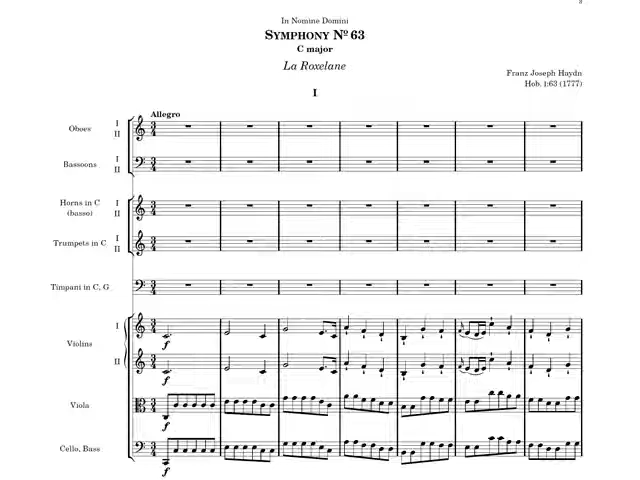 3
In Nomine Domini
SYMPHONY Nº 63
C major
La Roxelane
Franz Joseph Haydn
Hob. I:63 (1777)
I
Allegro
Oboes I II
Bassoons I II
Horns in C (basso) I II
Trumpets in C I II
Timpani in C, G
Violins I II
Viola
Cello, Bass
f
f
f
f